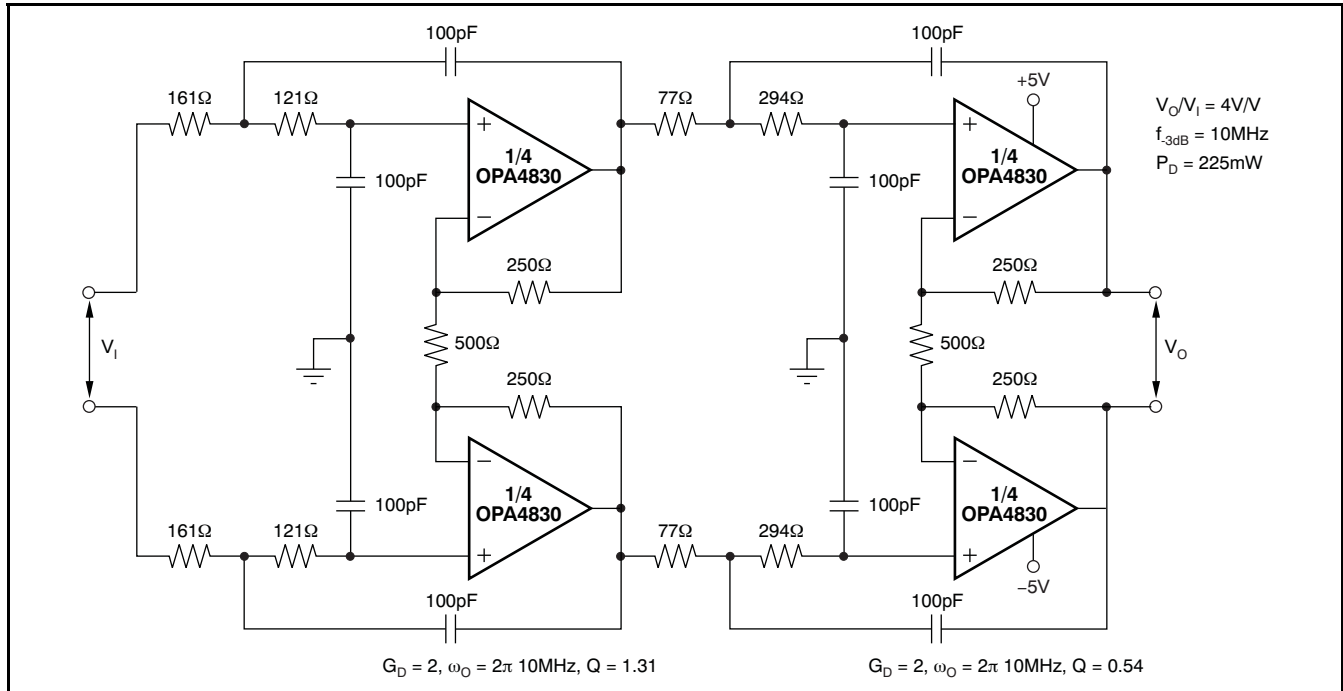 100pF
100pF
161Ω
121Ω
77Ω
294Ω
+5V
+
1/4
OPA4830
−
100pF
+
1/4
OPA4830
−
100pF
V_O/V_I = 4V/V
f_-3dB = 10MHz
P_D = 225mW
250Ω
250Ω
V_I
500Ω
500Ω
V_O
250Ω
250Ω
−
1/4
OPA4830
+
100pF
−
1/4
OPA4830
+
100pF
161Ω
121Ω
77Ω
294Ω
−5V
100pF
100pF
G_D = 2, ω_O = 2π 10MHz, Q = 1.31
G_D = 2, ω_O = 2π 10MHz, Q = 0.54